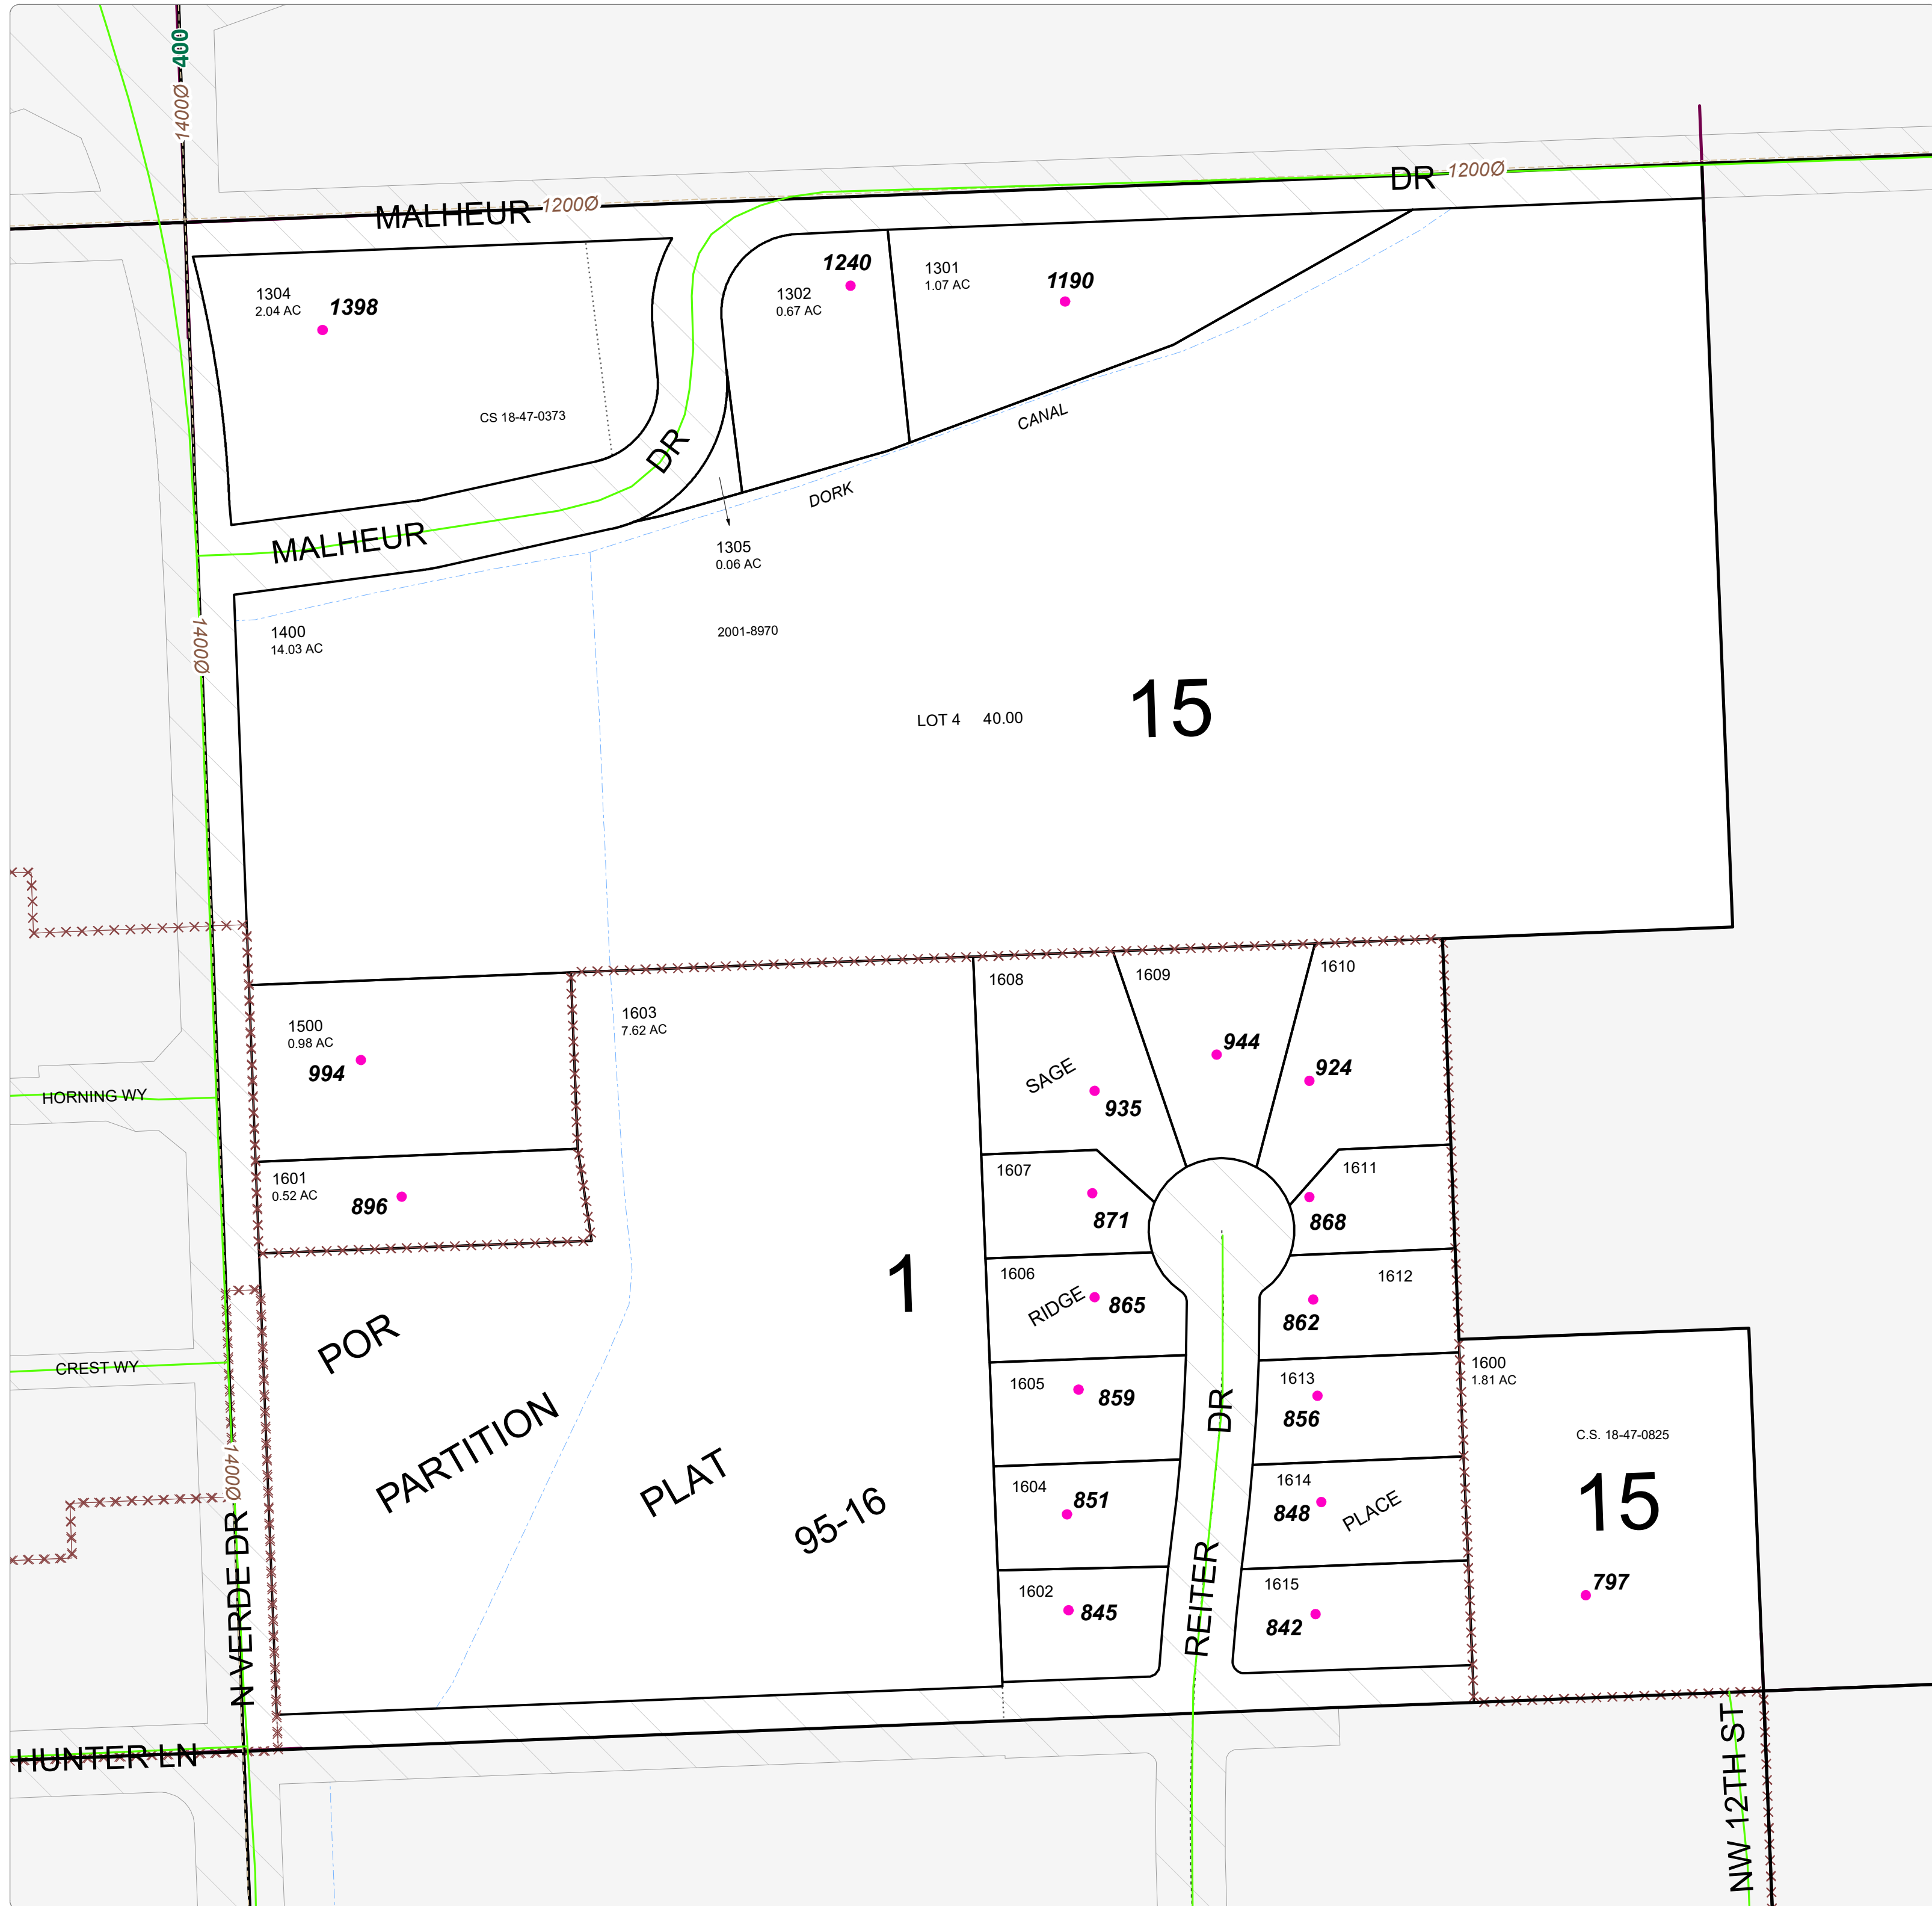 400
1400Ø
MALHEUR
1200Ø
DR
1200Ø
1304
2.04 AC
1398
CS 18-47-0373
DR
1302
0.67 AC
1240
1301
1.07 AC
1190
CANAL
DORK
MALHEUR
1305
0.06 AC
1400
14.03 AC
1400Ø
2001-8970
LOT 4 40.00
15
1500
0.98 AC
994
1603
7.62 AC
1608
SAGE
935
1609
944
1610
924
HORNING WY
1601
0.52 AC
896
1607
871
1611
868
1606
RIDGE
865
1612
862
1
POR
PARTITION
PLAT
95-16
CREST WY
1605
859
DR
1613
856
1600
1.81 AC
C.S. 18-47-0825
15
797
1400Ø
1604
851
1614
848
PLACE
N VERDE DR
1602
845
REITER
1615
842
HUNTER LN
NW 12TH ST